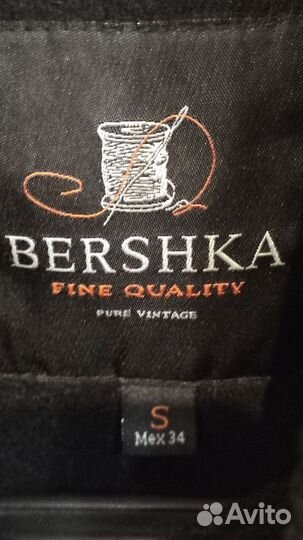 BERSHKA
FINE QUALITY
PURE VINTAGE
S
Mex 34
Avito